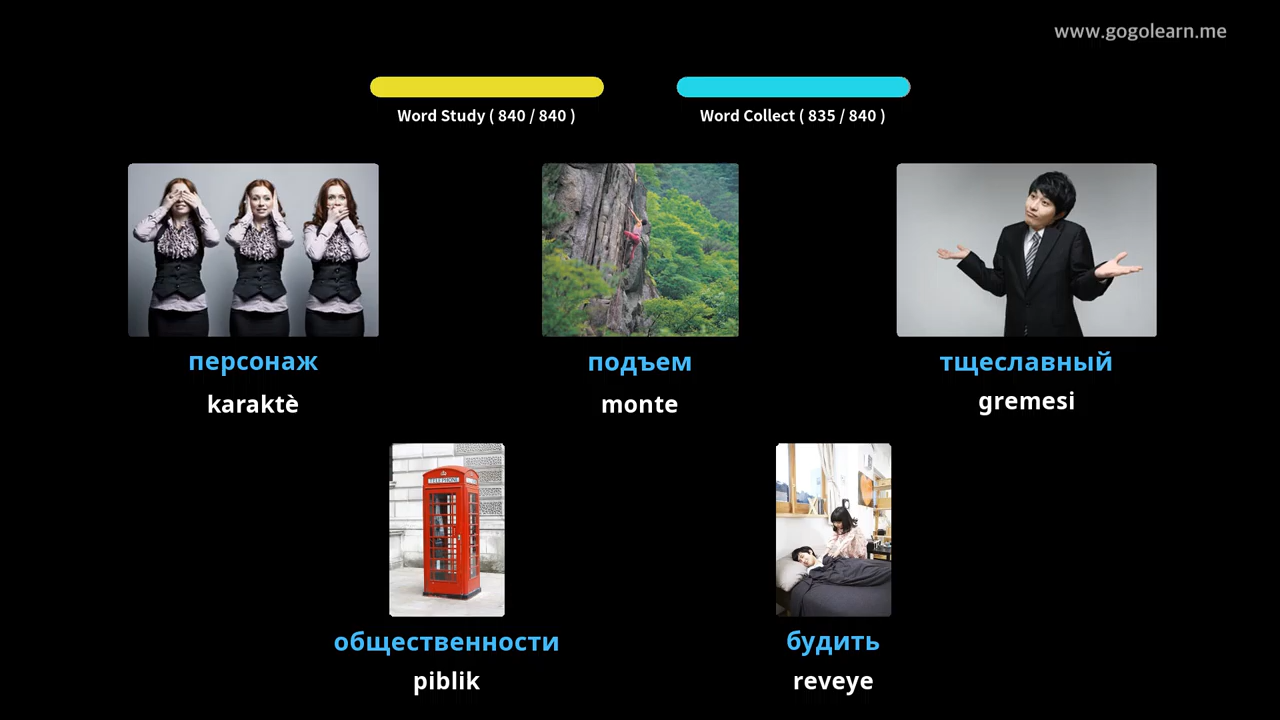 www.gogolearn.me
Word Study ( 840 / 840 )
Word Collect ( 835 / 840 )
персонаж
karaktè
подъем
monte
тщеславный
gremesi
TELEPHONE
общественности
piblik
будить
reveye